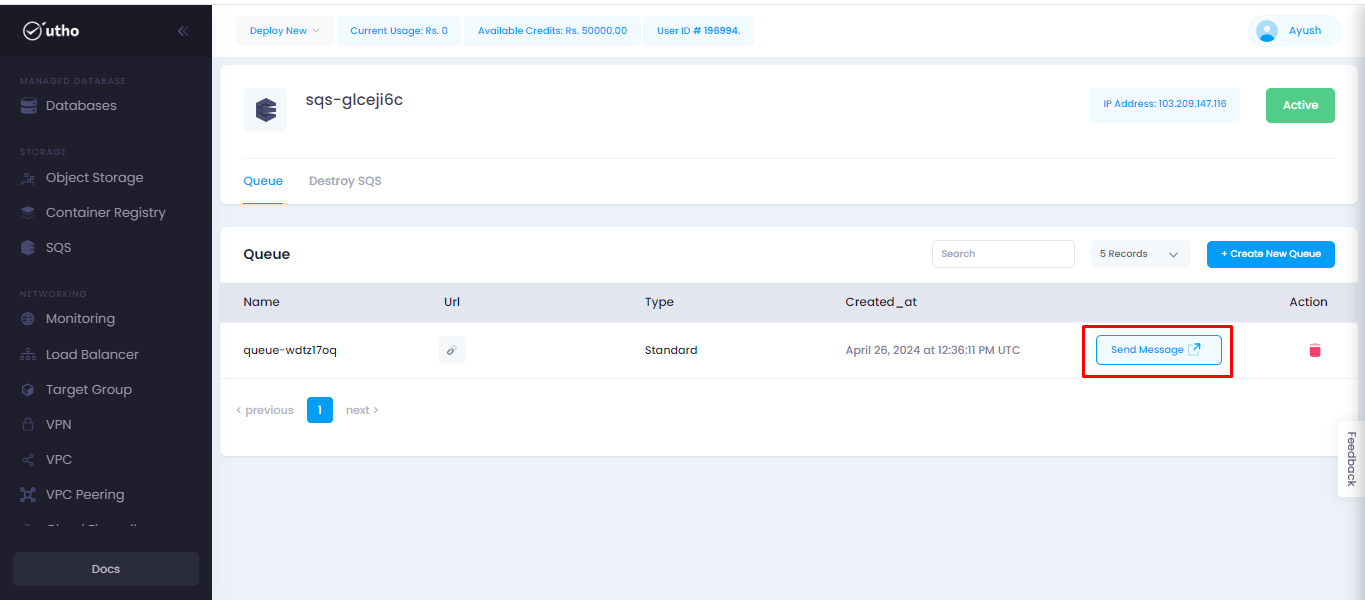 utho
Deploy New
Current Usage: Rs. 0
Available Credits: Rs. 50000.00
User ID # 196994.
Ayush
MANAGED DATABASE
Databases
STORAGE
Object Storage
Container Registry
SQS
NETWORKING
Monitoring
Load Balancer
Target Group
VPN
VPC
VPC Peering
Docs
sqs-glceji6c
IP Address: 103.209.147.116
Active
Queue
Destroy SQS
Queue
Search
5 Records
+ Create New Queue
Name
Url
Type
Created_at
Action
queue-wdtz17oq
Standard
April 26, 2024 at 12:36:11 PM UTC
Send Message
< previous
1
next >
Feedback